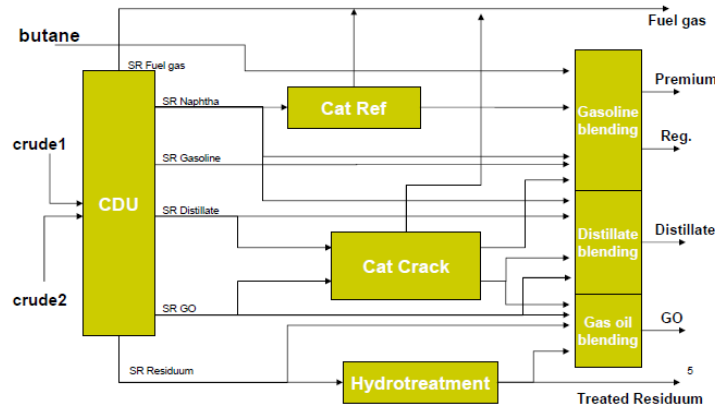 Fuel gas
butane
SR Fuel gas
Premium
SR Naphtha
Cat Ref
Gasoline
blending
crude1
Reg.
SR Gasoline
CDU
SR Distillate
Distillate
Distillate
blending
Cat Crack
crude2
SR GO
Gas oil
blending
GO
SR Residuum
5
Hydrotreatment
Treated Residuum